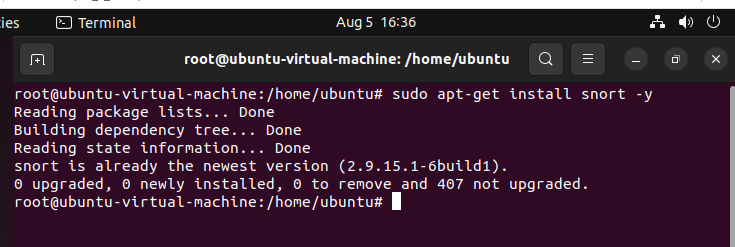 ies Terminal Aug 5 16:36
root@ubuntu-virtual-machine: /home/ubuntu
root@ubuntu-virtual-machine:/home/ubuntu# sudo apt-get install snort -y
Reading package lists... Done
Building dependency tree... Done
Reading state information... Done
snort is already the newest version (2.9.15.1-6build1).
0 upgraded, 0 newly installed, 0 to remove and 407 not upgraded.
root@ubuntu-virtual-machine:/home/ubuntu#